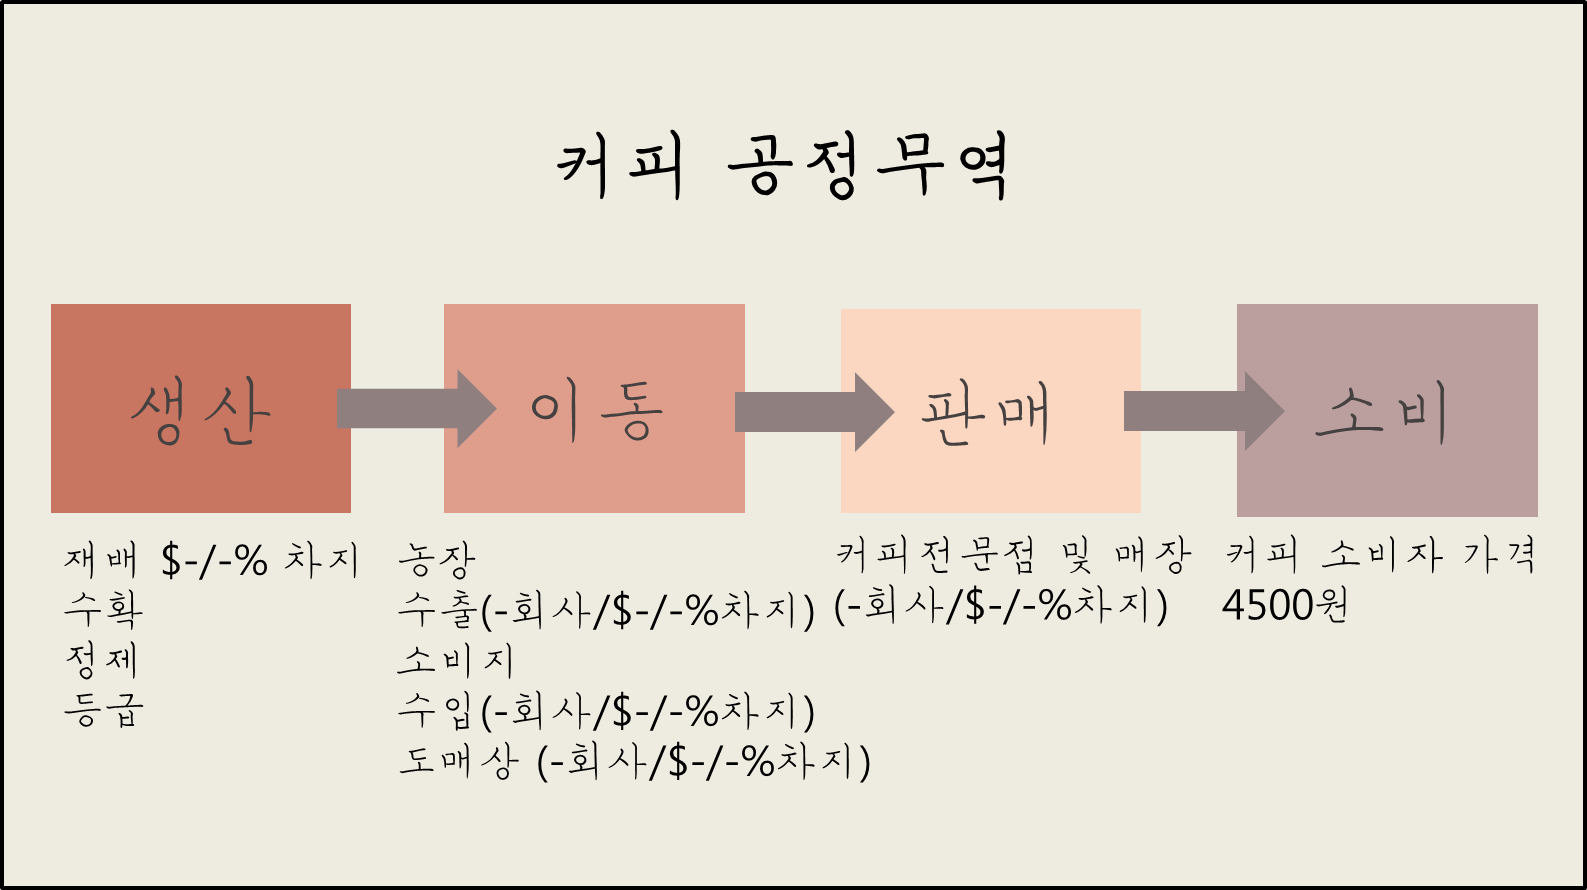 커피 공정무역
생산
이동
판매
소비
재배 $-/-% 차지
수확
정제
등급
농장
수출(-회사/$-/-%차지)
소비지
수입(-회사/$-/-%차지)
도매상 (-회사/$-/-%차지)
커피전문점 및 매장
(-회사/$-/-%차지)
커피 소비자 가격
4500원